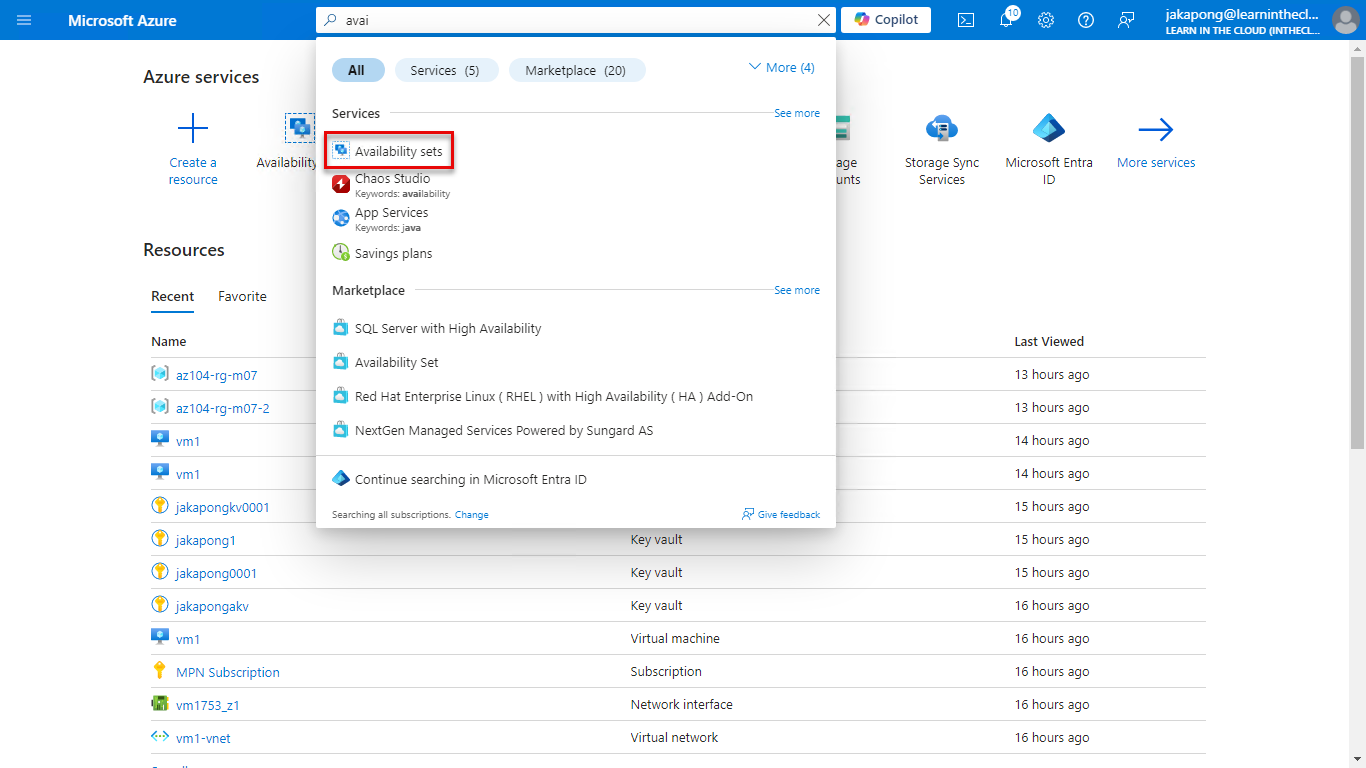 Microsoft Azure
avai
Copilot
10
jakapong@learninthecl...
LEARN IN THE CLOUD (INTHECL...
All
Services (5)
Marketplace (20)
More (4)
Azure services
Create a
resource
Availability
Storage Sync
Services
Microsoft Entra
ID
More services
Services
See more
Availability sets
Chaos Studio
Keywords: availability
App Services
Keywords: java
Savings plans
Marketplace
See more
SQL Server with High Availability
Availability Set
Red Hat Enterprise Linux ( RHEL ) with High Availability ( HA ) Add-On
NextGen Managed Services Powered by Sungard AS
Continue searching in Microsoft Entra ID
Searching all subscriptions. Change
Give feedback
Resources
Recent
Favorite
Name
Last Viewed
az104-rg-m07
13 hours ago
az104-rg-m07-2
13 hours ago
vm1
14 hours ago
vm1
14 hours ago
jakapongkv0001
15 hours ago
jakapong1
Key vault
15 hours ago
jakapong0001
Key vault
15 hours ago
jakapongakv
Key vault
16 hours ago
vm1
Virtual machine
16 hours ago
MPN Subscription
Subscription
16 hours ago
vm1753_z1
Network interface
16 hours ago
vm1-vnet
Virtual network
16 hours ago